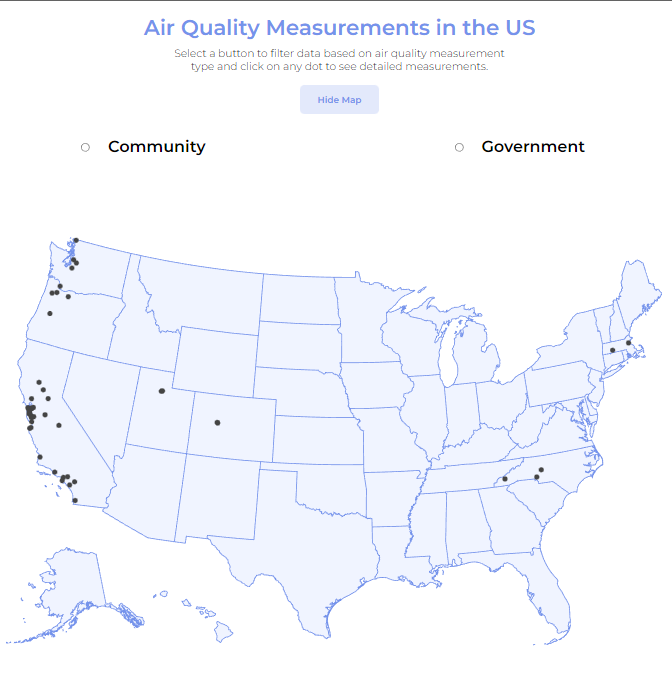 Air Quality Measurements in the US
Select a button to filter data based on air quality measurement
type and click on any dot to see detailed measurements.
Hide Map
Community
Government